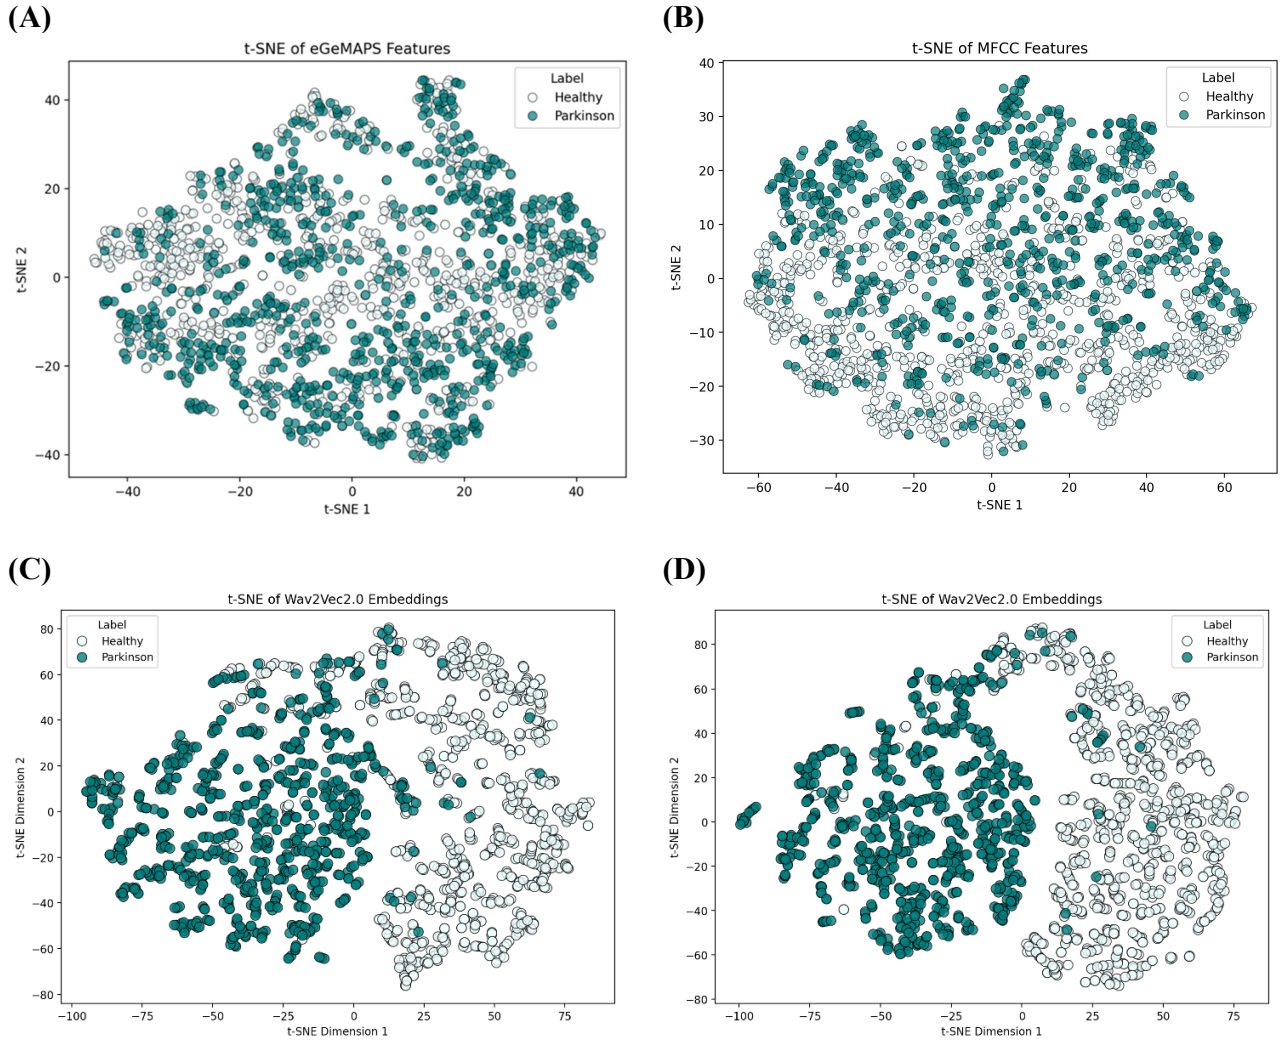 (A)
t-SNE of eGeMAPS Features
Label
Healthy
Parkinson
t-SNE 2
40
20
0
−20
−40
−40
−20
0
20
40
t-SNE 1
(B)
t-SNE of MFCC Features
Label
Healthy
Parkinson
t-SNE 2
40
30
20
10
0
−10
−20
−30
−60
−40
−20
0
20
40
60
t-SNE 1
(C)
t-SNE of Wav2Vec2.0 Embeddings
Label
Healthy
Parkinson
t-SNE Dimension 2
80
60
40
20
0
−20
−40
−60
−80
−100
−75
−50
−25
0
25
50
75
t-SNE Dimension 1
(D)
t-SNE of Wav2Vec2.0 Embeddings
Label
Healthy
Parkinson
t-SNE Dimension 2
80
60
40
20
0
−20
−40
−60
−80
−100
−75
−50
−25
0
25
50
75
t-SNE Dimension 1